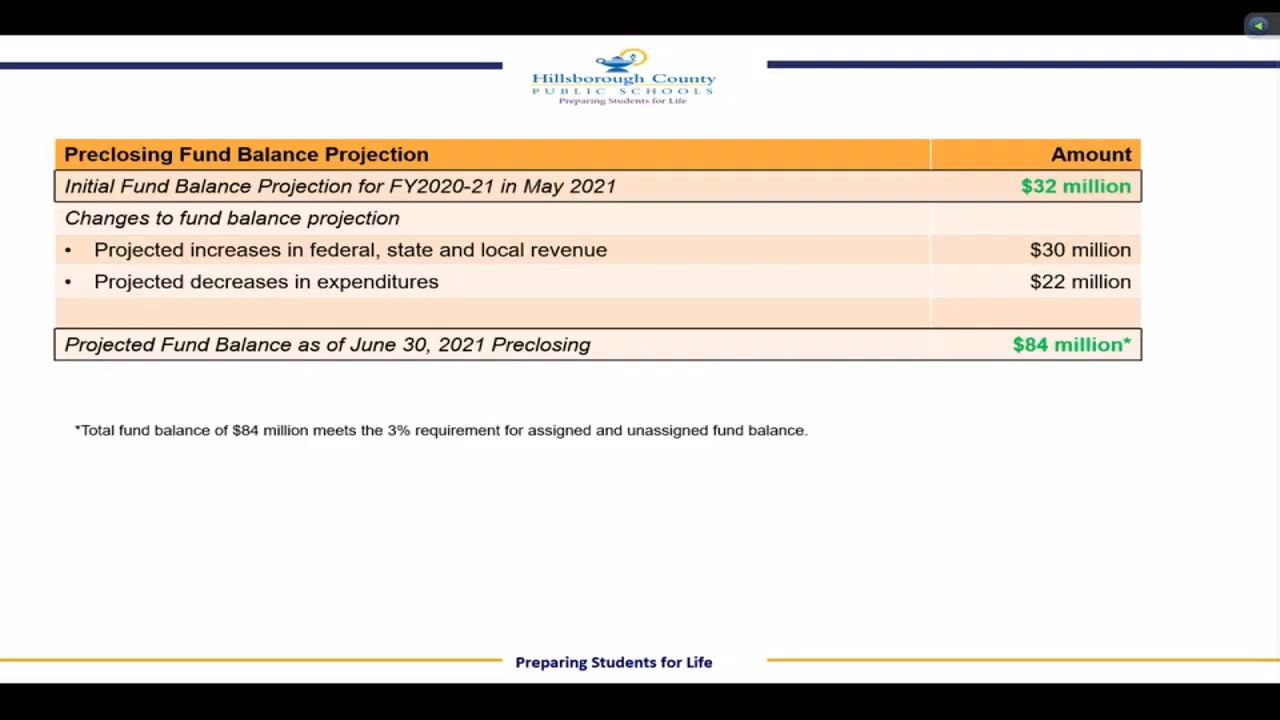 Hillsborough County
PUBLIC SCHOOLS
Preparing Students for Life
Preclosing Fund Balance Projection Amount
Initial Fund Balance Projection for FY2020-21 in May 2021 $32 million
Changes to fund balance projection
• Projected increases in federal, state and local revenue $30 million
• Projected decreases in expenditures $22 million
Projected Fund Balance as of June 30, 2021 Preclosing $84 million*
*Total fund balance of $84 million meets the 3% requirement for assigned and unassigned fund balance.
Preparing Students for Life